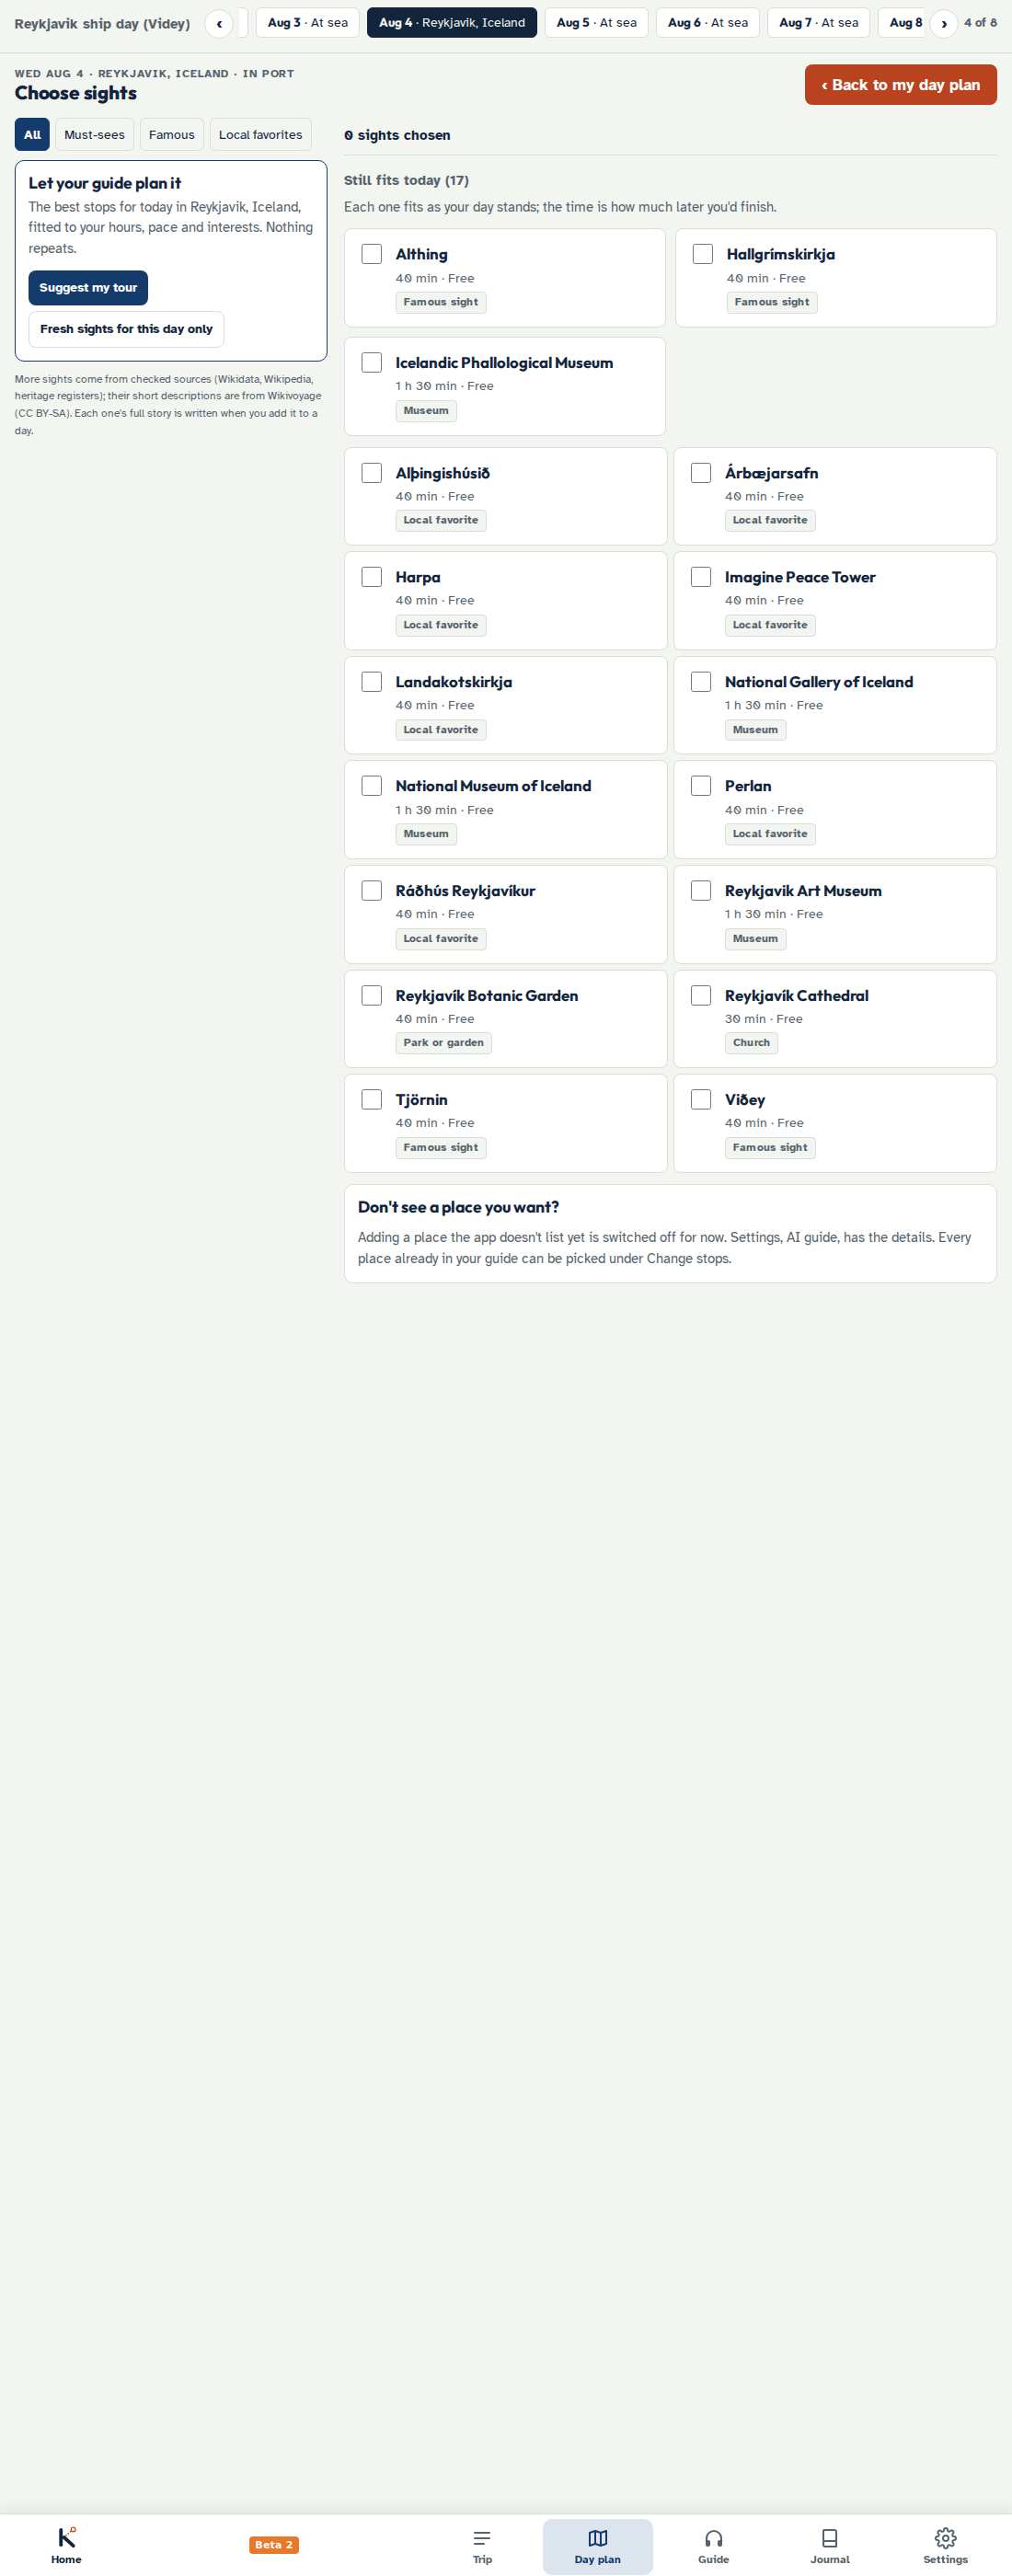 Reykjavik ship day (Videy)
‹
Aug 3 · At sea
Aug 4 · Reykjavik, Iceland
Aug 5 · At sea
Aug 6 · At sea
Aug 7 · At sea
Aug 8
›
4 of 8
WED AUG 4 · REYKJAVIK, ICELAND · IN PORT
Choose sights
‹ Back to my day plan
All
Must-sees
Famous
Local favorites
Let your guide plan it
The best stops for today in Reykjavik, Iceland,
fitted to your hours, pace and interests. Nothing
repeats.
Suggest my tour
Fresh sights for this day only
More sights come from checked sources (Wikidata, Wikipedia,
heritage registers); their short descriptions are from Wikivoyage
(CC BY-SA). Each one's full story is written when you add it to a
day.
0 sights chosen
Still fits today (17)
Each one fits as your day stands; the time is how much later you'd finish.
Althing
40 min · Free
Famous sight
Hallgrímskirkja
40 min · Free
Famous sight
Icelandic Phallological Museum
1 h 30 min · Free
Museum
Alþingishúsið
40 min · Free
Local favorite
Árbæjarsafn
40 min · Free
Local favorite
Harpa
40 min · Free
Local favorite
Imagine Peace Tower
40 min · Free
Local favorite
Landakotskirkja
40 min · Free
Local favorite
National Gallery of Iceland
1 h 30 min · Free
Museum
National Museum of Iceland
1 h 30 min · Free
Museum
Perlan
40 min · Free
Local favorite
Ráðhús Reykjavíkur
40 min · Free
Local favorite
Reykjavik Art Museum
1 h 30 min · Free
Museum
Reykjavík Botanic Garden
40 min · Free
Park or garden
Reykjavík Cathedral
30 min · Free
Church
Tjörnin
40 min · Free
Famous sight
Viðey
40 min · Free
Famous sight
Don't see a place you want?
Adding a place the app doesn't list yet is switched off for now. Settings, AI guide, has the details. Every
place already in your guide can be picked under Change stops.
Home
Beta 2
Trip
Day plan
Guide
Journal
Settings